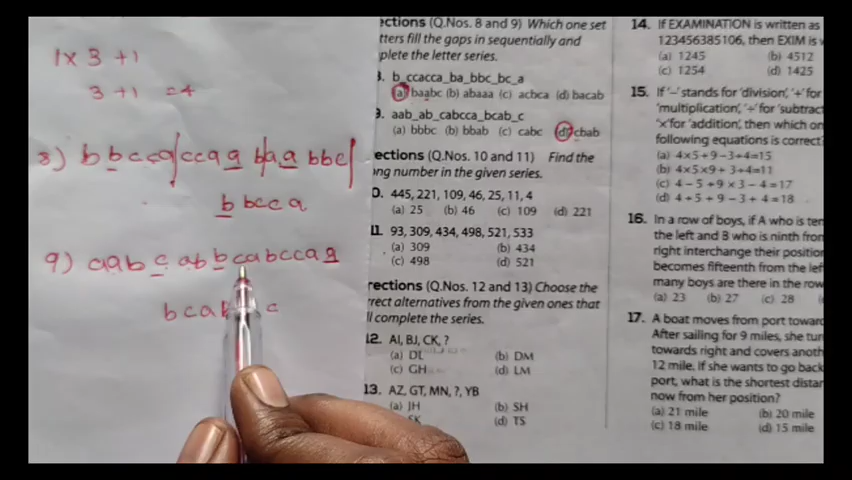 1 x 3 + 1
3 + 1 = 4
8) b b c c a c c a a b a a b b c
b b c c a
9) a a b c a b b c a b c c a a
b c a b c
ections (Q.Nos. 8 and 9) Which one set
tters fill the gaps in sequentially and
plete the letter series.
b_ccacca_ba_bbc_bc_a
(a) baabc (b) abaaa (c) acbca (d) bacab
aab_ab_cabcca_bcab_c
(a) bbbc (b) bbab (c) cabc (d) cbab
ections (Q.Nos. 10 and 11) Find the
ng number in the given series.
0. 445, 221, 109, 46, 25, 11, 4
(a) 25 (b) 46 (c) 109 (d) 221
11. 93, 309, 434, 498, 521, 533
(a) 309 (b) 434
(c) 498 (d) 521
rections (Q.Nos. 12 and 13) Choose the
rrect alternatives from the given ones that
ll complete the series.
12. AI, BJ, CK, ?
(a) DL (b) DM
(c) GH (d) LM
13. AZ, GT, MN, ?, YB
(a) JH (b) SH
SK (d) TS
14. If EXAMINATION is written as
123456385106, then EXIM is
(a) 1245 (b) 4512
(c) 1254 (d) 1425
15. If '–' stands for 'division', '+' for
'multiplication', '÷' for 'subtract
'×' for 'addition', then which on
following equations is correct
(a) 4×5÷9–3+4=15
(b) 4×5×9÷3÷4=11
(c) 4–5÷9×3–4=17
(d) 4÷5+9–3÷4=18
16. In a row of boys, if A who is ten
the left and B who is ninth from
right interchange their position
becomes fifteenth from the lef
many boys are there in the row
(a) 23 (b) 27 (c) 28
17. A boat moves from port toward
After sailing for 9 miles, she tur
towards right and covers anoth
12 mile. If she wants to go back
port, what is the shortest distan
now from her position?
(a) 21 mile (b) 20 mile
(c) 18 mile (d) 15 mile